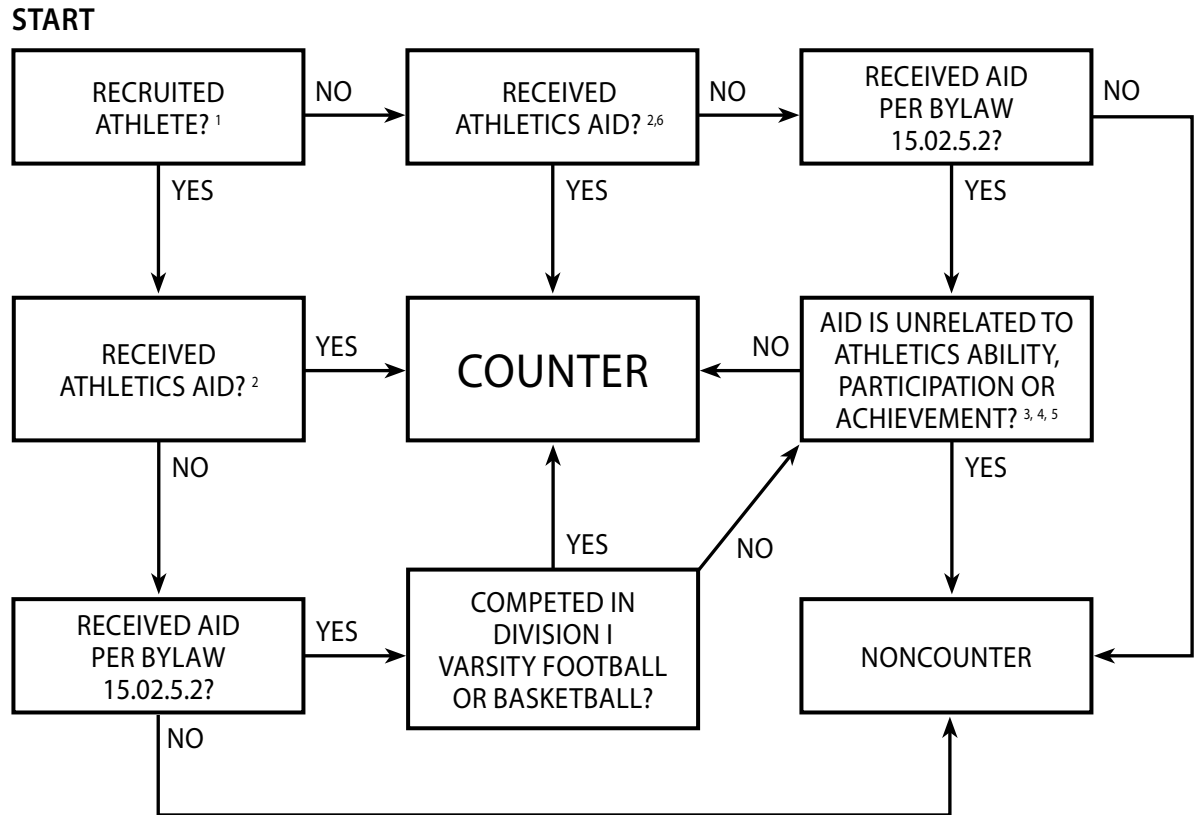 START
RECRUITED
ATHLETE? 1
NO
RECEIVED
ATHLETICS AID? 2,6
NO
RECEIVED AID
PER BYLAW
15.02.5.2?
NO
YES
YES
YES
RECEIVED
ATHLETICS AID? 2
YES
COUNTER
NO
AID IS UNRELATED TO
ATHLETICS ABILITY,
PARTICIPATION OR
ACHIEVEMENT? 3, 4, 5
NO
YES
NO
YES
RECEIVED AID
PER BYLAW
15.02.5.2?
YES
COMPETED IN
DIVISION I
VARSITY FOOTBALL
OR BASKETBALL?
NONCOUNTER
NO